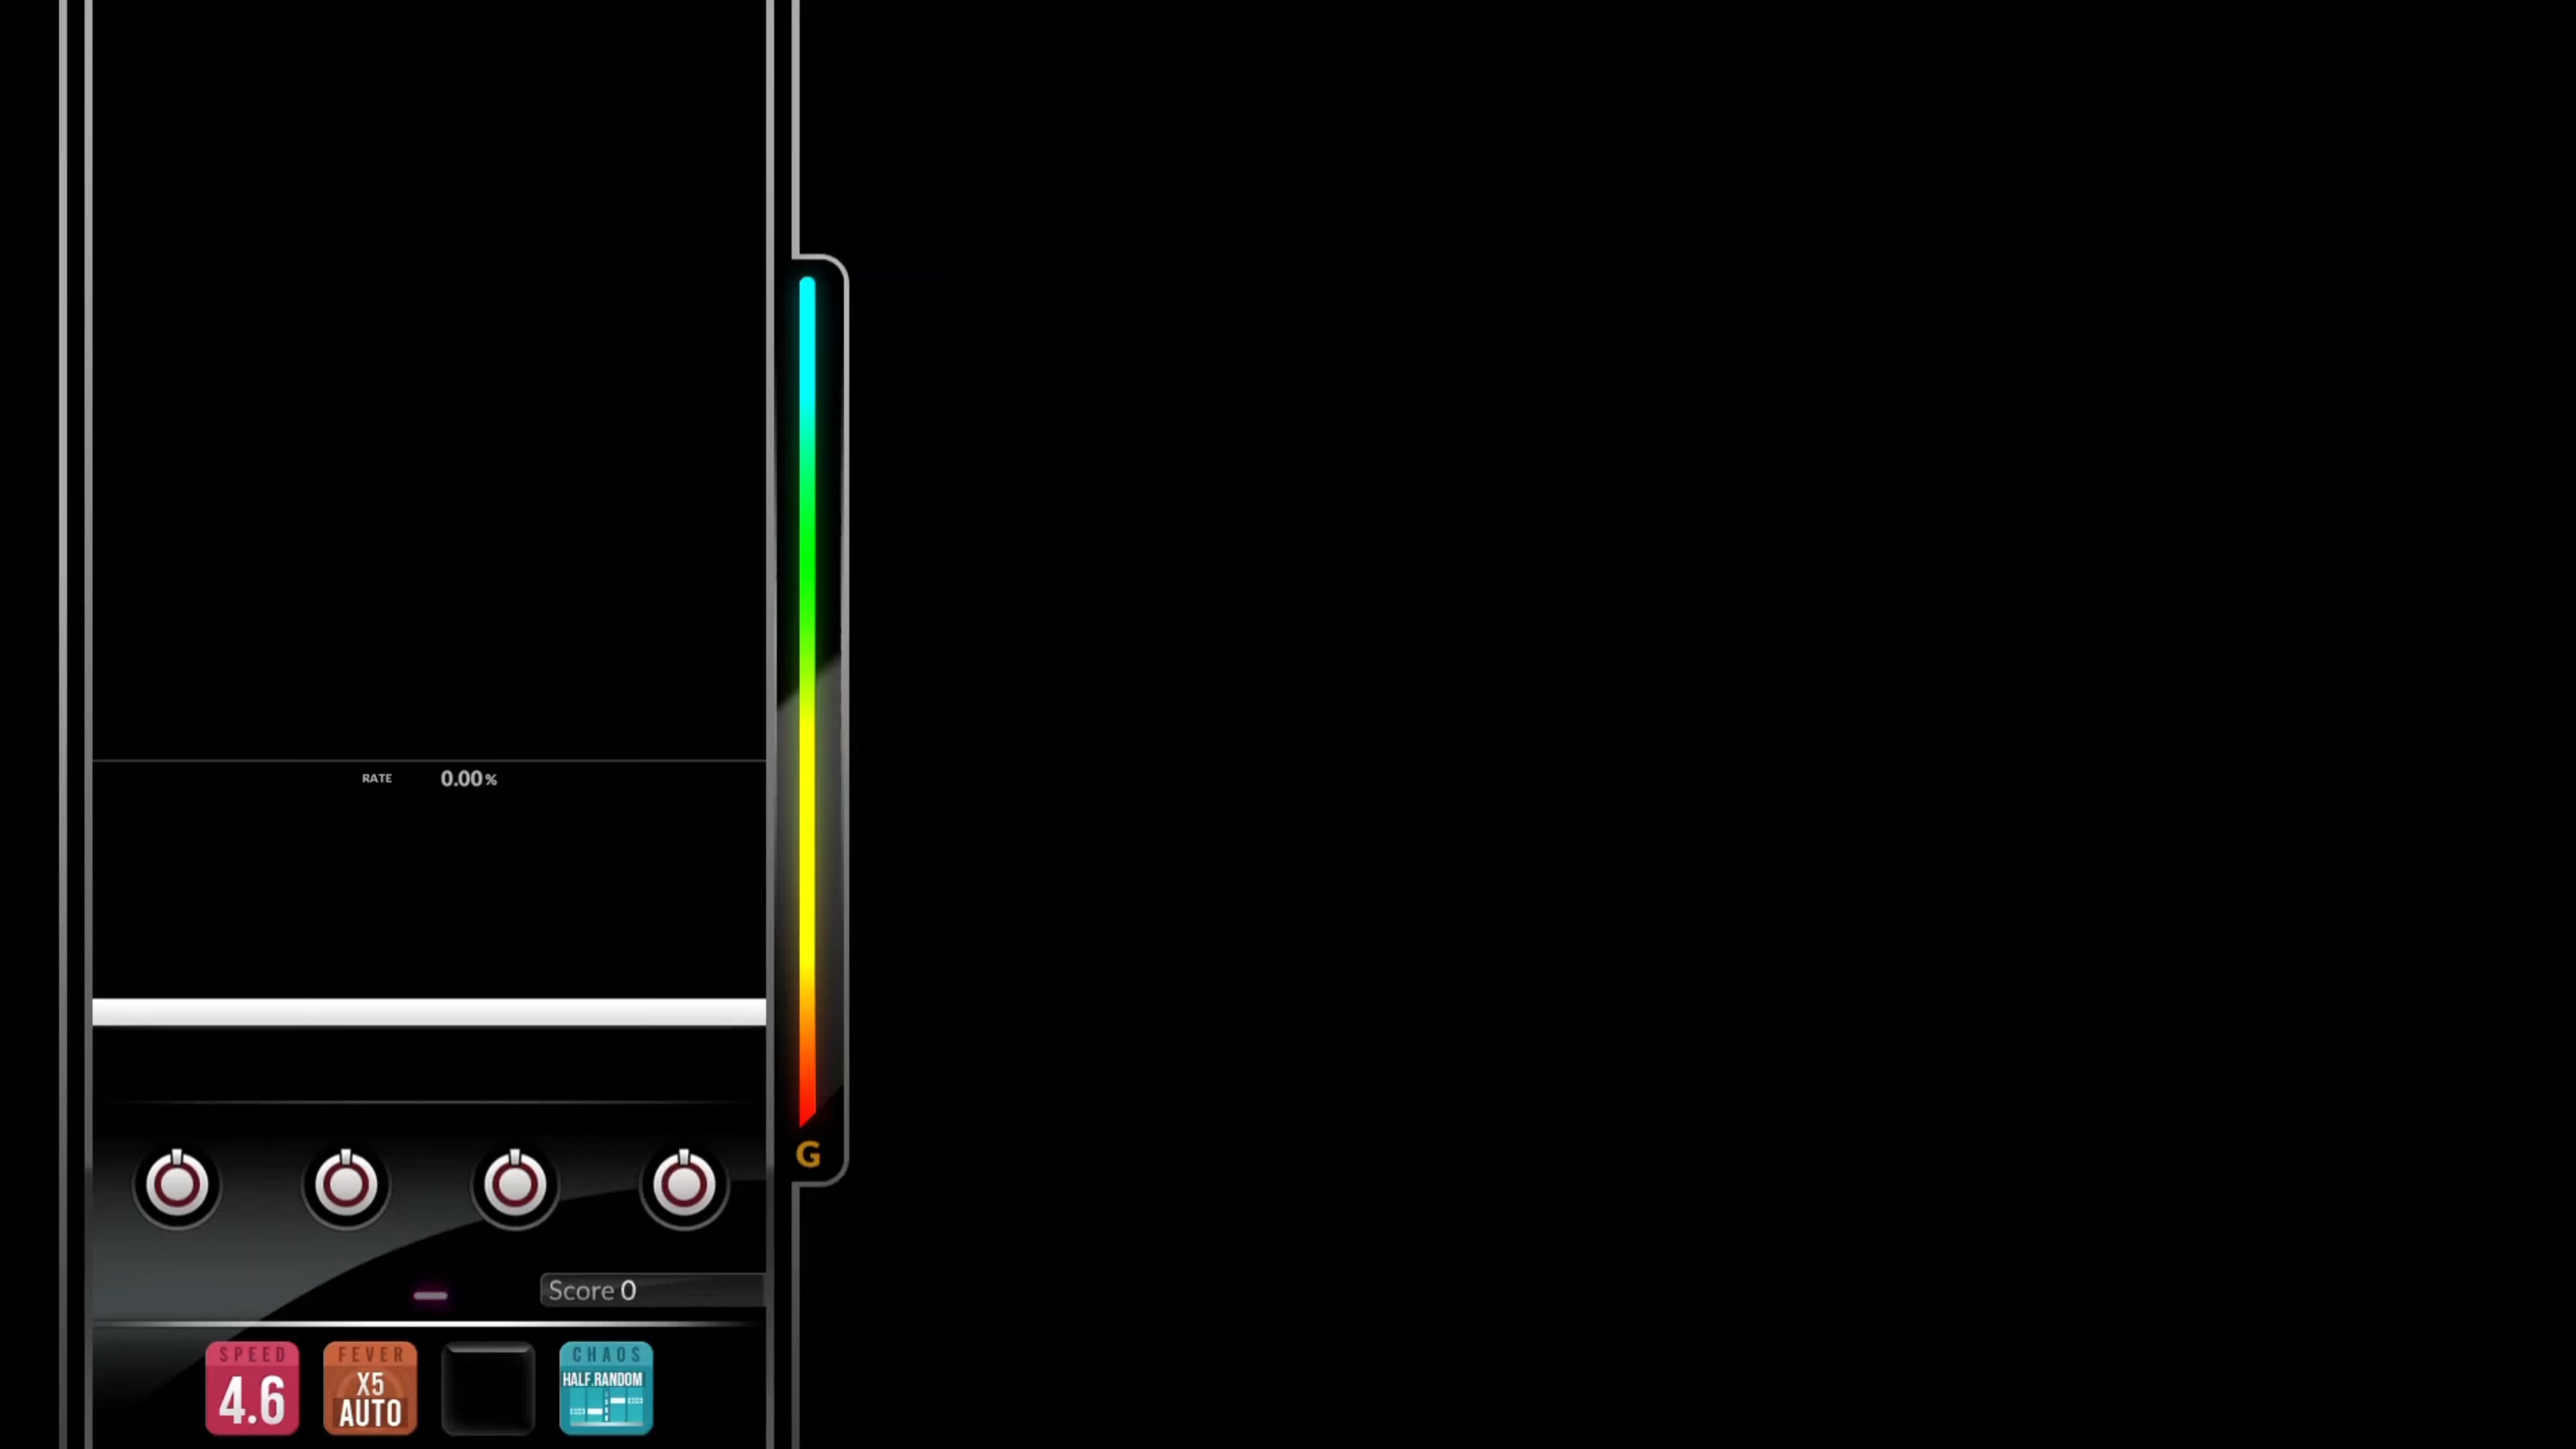 RATE 0.00%
G
Score 0
SPEED
4.6
FEVER
X5
AUTO
CHAOS
HALF.RANDOM